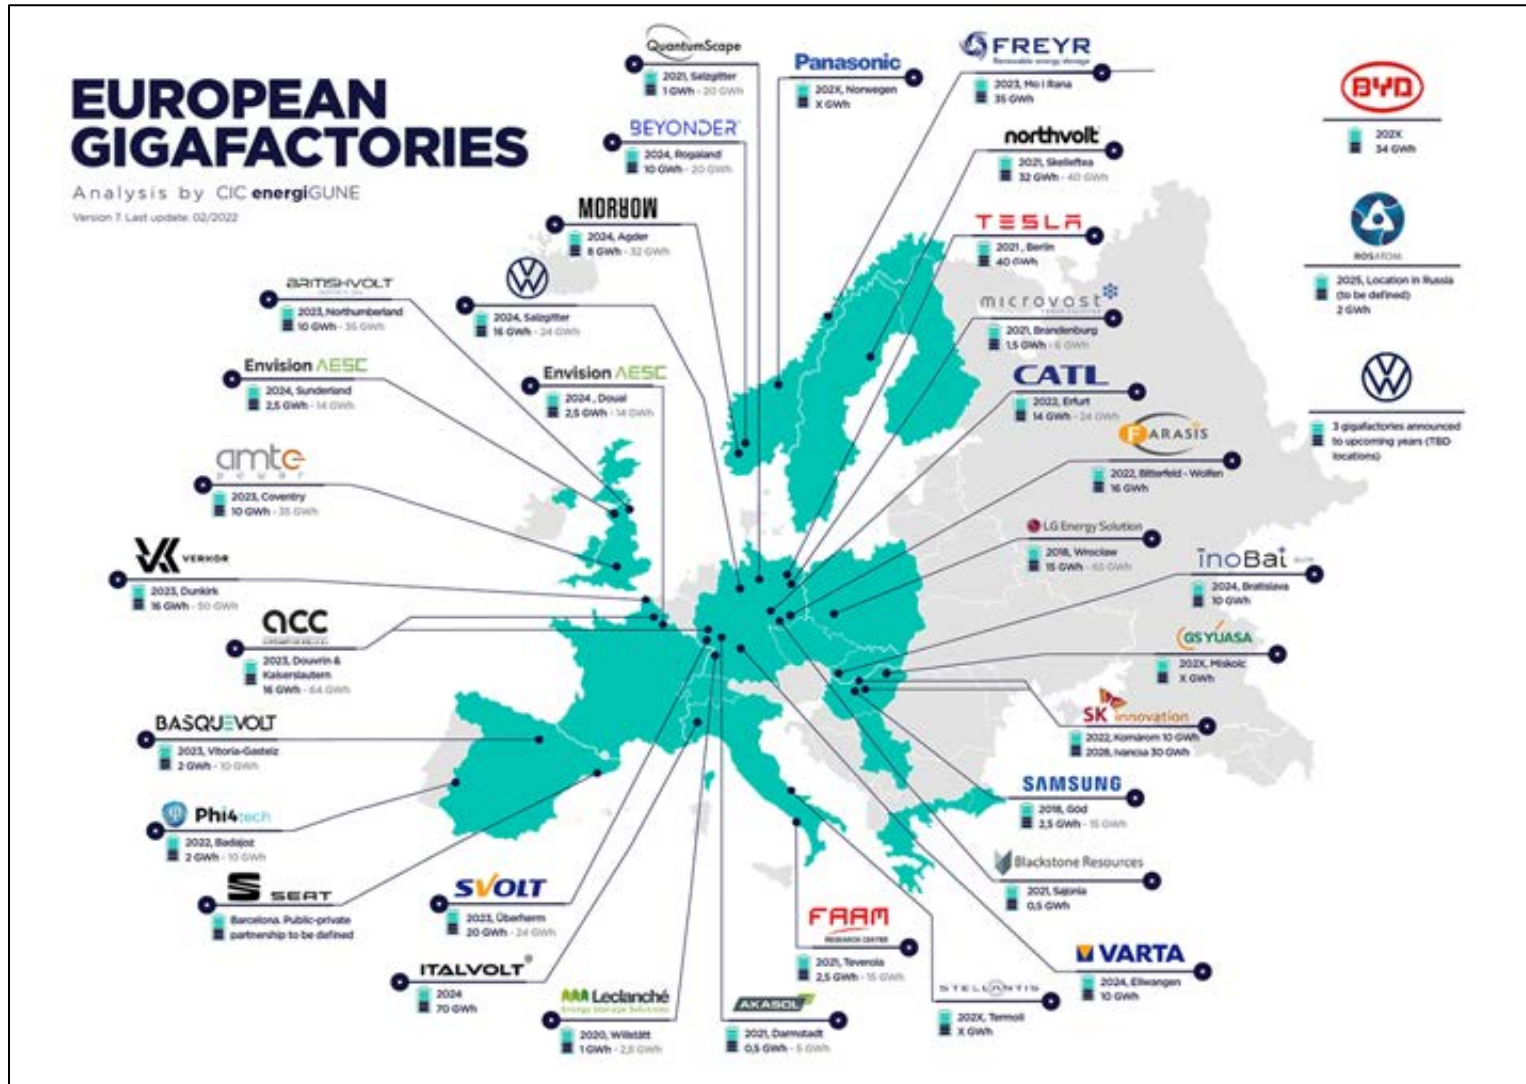 EUROPEAN
GIGAFACTORIES
Analysis by CIC energiGUNE
Version 7. Last update: 02/2022
QuantumScape
2021, Salzgitter
1 GWh - 20 GWh
BEYONDER
2024, Rogaland
10 GWh - 20 GWh
MORROW
2024, Agder
8 GWh - 32 GWh
2024, Salzgitter
16 GWh - 24 GWh
BRITISHVOLT
2023, Northumberland
10 GWh - 35 GWh
Envision AESC
2024, Sunderland
2,5 GWh - 14 GWh
Envision AESC
2024, Douai
2,5 GWh - 14 GWh
amte
power
2023, Coventry
10 GWh - 35 GWh
VERKOR
2023, Dunkirk
16 GWh - 50 GWh
acc
2023, Douvrin &
Kaiserslautern
16 GWh - 64 GWh
BASQUEVOLT
2023, Vitoria-Gasteiz
2 GWh - 10 GWh
Phi4tech
2022, Badajoz
2 GWh - 10 GWh
SEAT
Barcelona. Public-private
partnership to be defined
SVOLT
2023, Überherrn
20 GWh - 24 GWh
ITALVOLT
2024
70 GWh
Leclanché
Energy Storage Solutions
2020, Willstätt
1 GWh - 2,5 GWh
AKASOL
2021, Darmstadt
0,5 GWh - 5 GWh
FAAM
RESEARCH CENTER
2021, Teverola
2,5 GWh - 15 GWh
STELLANTIS
202X, Termoli
X GWh
VARTA
2024, Ellwangen
10 GWh
Blackstone Resources
2021, Sajonia
0,5 GWh
SAMSUNG
2018, Göd
2,5 GWh - 15 GWh
SK innovation
2022, Komárom 10 GWh
2028, Ivancsa 30 GWh
GS YUASA
202X, Miskolc
X GWh
inoBat
2024, Bratislava
10 GWh
LG Energy Solution
2018, Wroclaw
15 GWh - 65 GWh
FARASIS
2022, Bitterfeld - Wolfen
16 GWh
CATL
2022, Erfurt
14 GWh - 24 GWh
microvast
2021, Brandenburg
1,5 GWh - 6 GWh
TESLA
2021, Berlin
40 GWh
northvolt
2021, Skelleftea
32 GWh - 40 GWh
FREYR
Renewable energy storage
2023, Mo I Rana
35 GWh
Panasonic
202X, Norwegen
X GWh
BYD
202X
34 GWh
ROSATOM
2025, Location in Russia
(to be defined)
2 GWh
3 gigafactories announced
to upcoming years (TBD
locations)